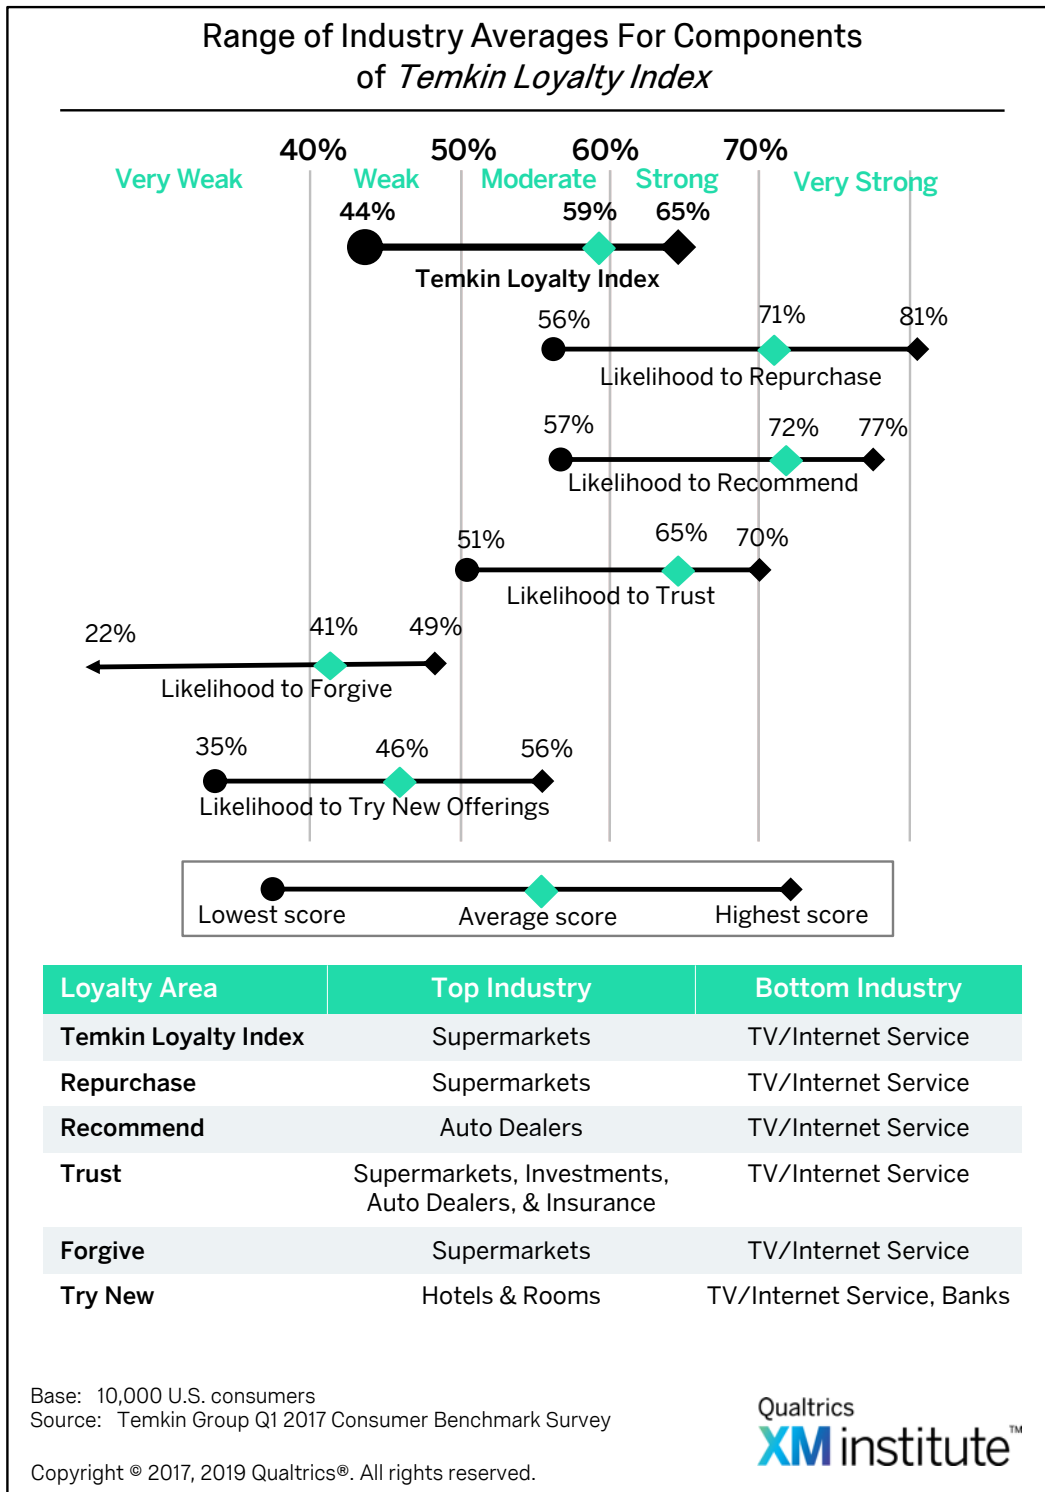 Range of Industry Averages For Components
of Temkin Loyalty Index
40% 50% 60% 70%
Very Weak Weak Moderate Strong Very Strong
44% 59% 65%
Temkin Loyalty Index
56% 71% 81%
Likelihood to Repurchase
57% 72% 77%
Likelihood to Recommend
51% 65% 70%
Likelihood to Trust
22% 41% 49%
Likelihood to Forgive
35% 46% 56%
Likelihood to Try New Offerings
Lowest score Average score Highest score
Loyalty Area Top Industry Bottom Industry
Temkin Loyalty Index Supermarkets TV/Internet Service
Repurchase Supermarkets TV/Internet Service
Recommend Auto Dealers TV/Internet Service
Trust Supermarkets, Investments, TV/Internet Service
Auto Dealers, & Insurance
Forgive Supermarkets TV/Internet Service
Try New Hotels & Rooms TV/Internet Service, Banks
Base: 10,000 U.S. consumers
Source: Temkin Group Q1 2017 Consumer Benchmark Survey
Copyright © 2017, 2019 Qualtrics®. All rights reserved.
Qualtrics
XM institute™